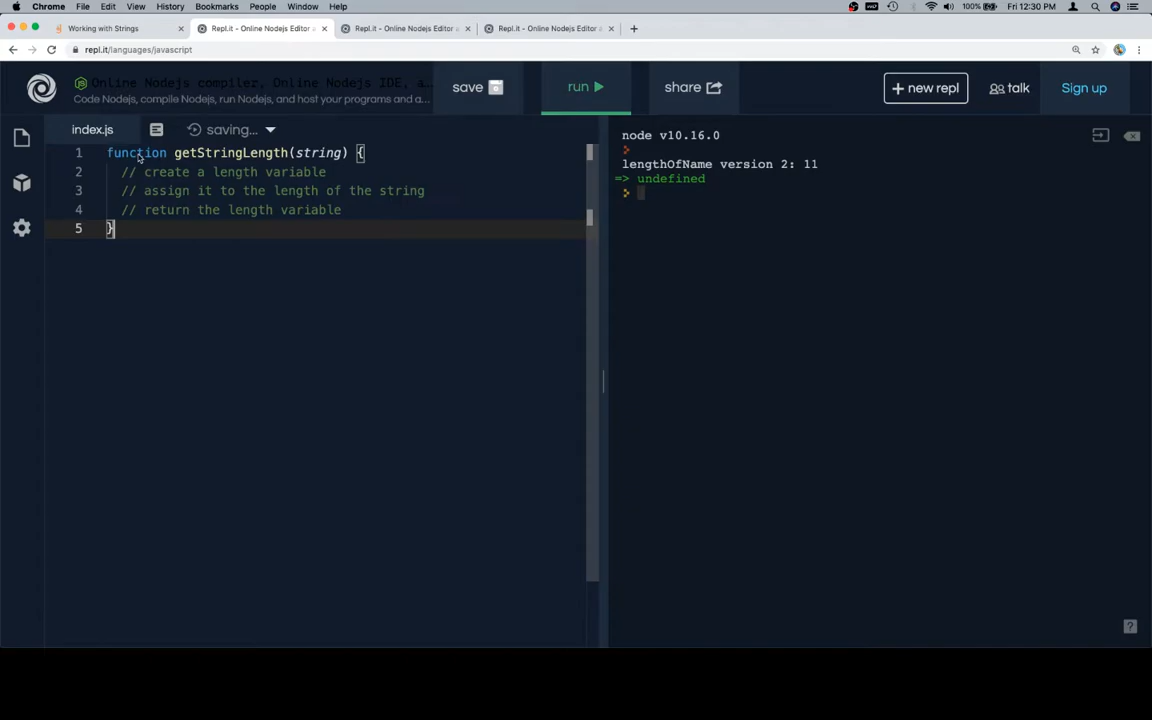 Chrome File Edit View History Bookmarks People Window Help 100% Fri 12:30 PM
Working with Strings × Repl.it - Online Nodejs Editor × Repl.it - Online Nodejs Editor × Repl.it - Online Nodejs Editor × +
repl.it/languages/javascript
Online Nodejs compiler, Online Nodejs IDE, a...
Code Nodejs, compile Nodejs, run Nodejs, and host your programs and a...
save run share + new repl talk Sign up
index.js saving...
1 function getStringLength(string) {
2 // create a length variable
3 // assign it to the length of the string
4 // return the length variable
5 }
node v10.16.0
lengthOfName version 2: 11
=> undefined
?